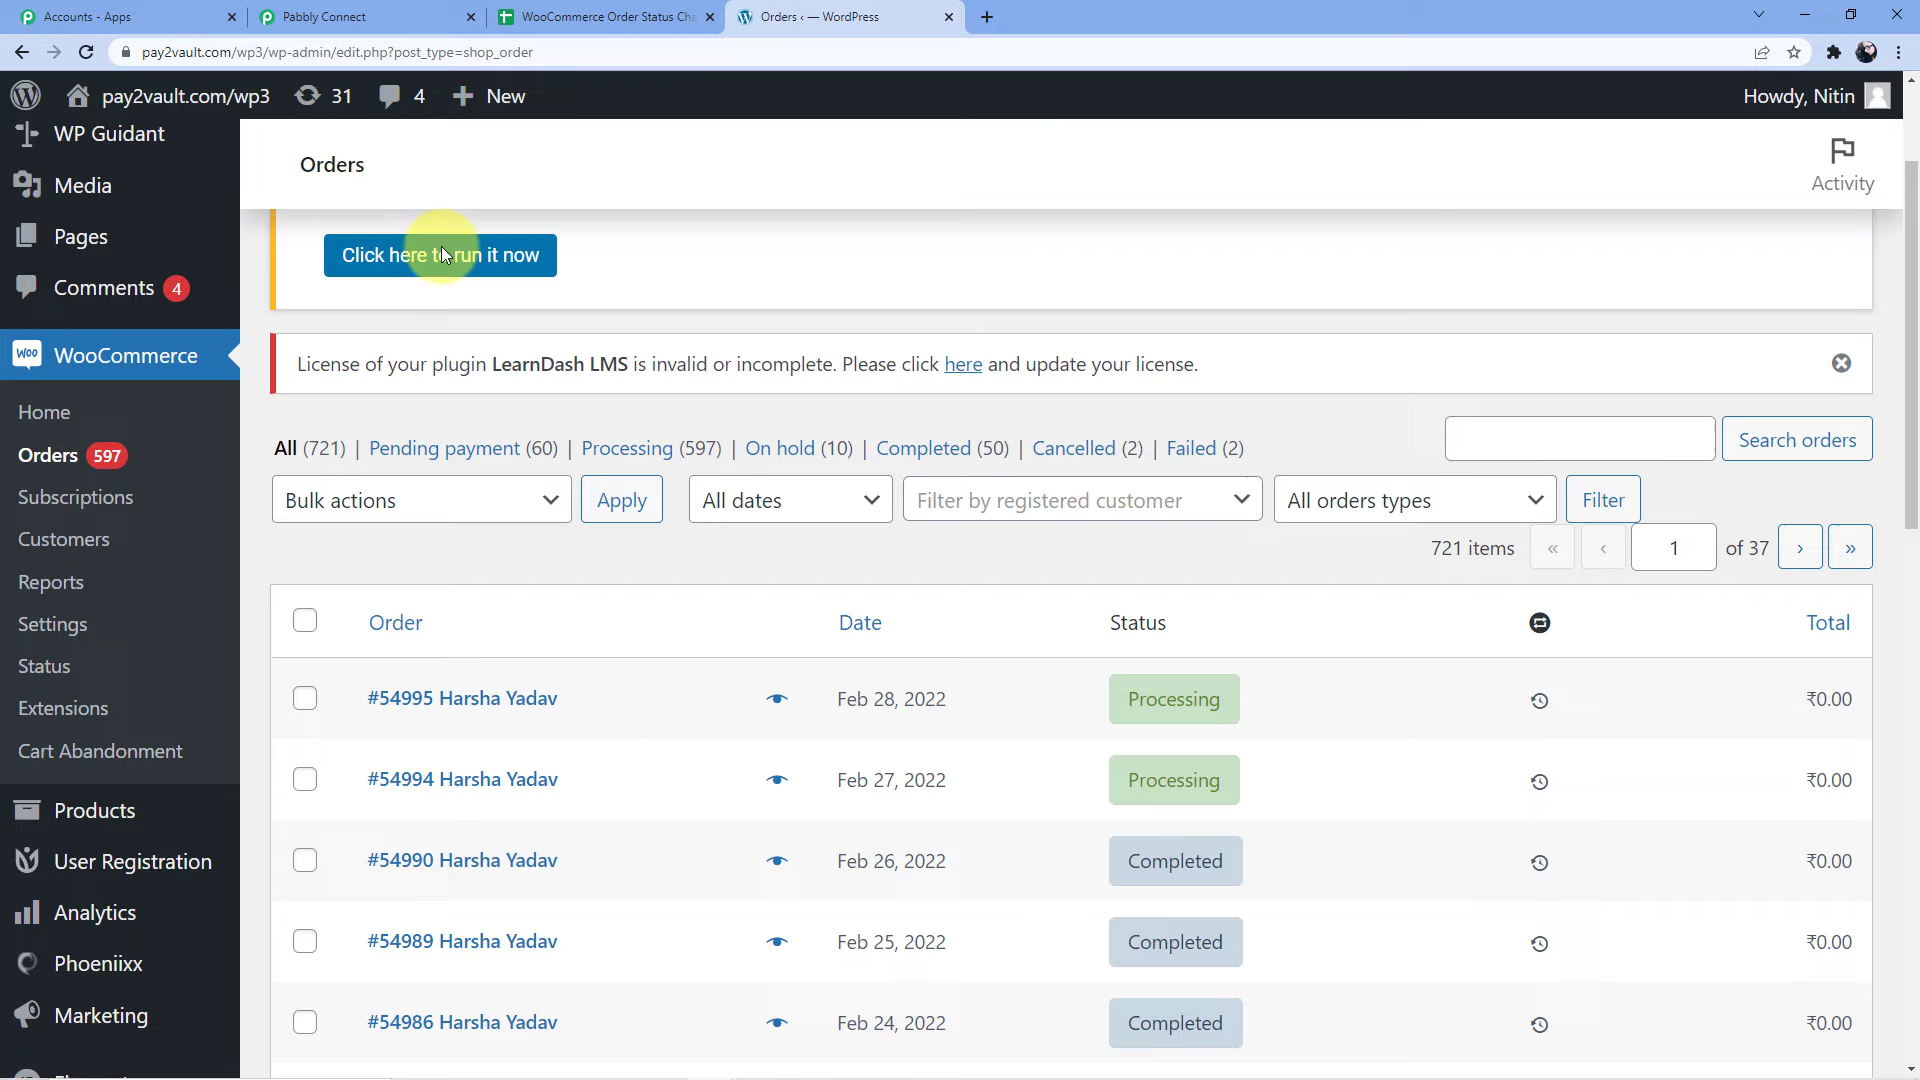 Accounts - Apps
Pabbly Connect
WooCommerce Order Status Cha
Orders ‹ — WordPress
pay2vault.com/wp3/wp-admin/edit.php?post_type=shop_order
pay2vault.com/wp3 31 4 New
Howdy, Nitin
WP Guidant
Media
Pages
Comments 4
WooCommerce
Home
Orders 597
Subscriptions
Customers
Reports
Settings
Status
Extensions
Cart Abandonment
Products
User Registration
Analytics
Phoeniixx
Marketing
Orders
Activity
Click here to run it now
License of your plugin LearnDash LMS is invalid or incomplete. Please click here and update your license.
All (721) | Pending payment (60) | Processing (597) | On hold (10) | Completed (50) | Cancelled (2) | Failed (2)
Search orders
Bulk actions Apply All dates Filter by registered customer All orders types Filter
721 items « ‹ 1 of 37 › »
Order Date Status Total
#54995 Harsha Yadav Feb 28, 2022 Processing ₹0.00
#54994 Harsha Yadav Feb 27, 2022 Processing ₹0.00
#54990 Harsha Yadav Feb 26, 2022 Completed ₹0.00
#54989 Harsha Yadav Feb 25, 2022 Completed ₹0.00
#54986 Harsha Yadav Feb 24, 2022 Completed ₹0.00